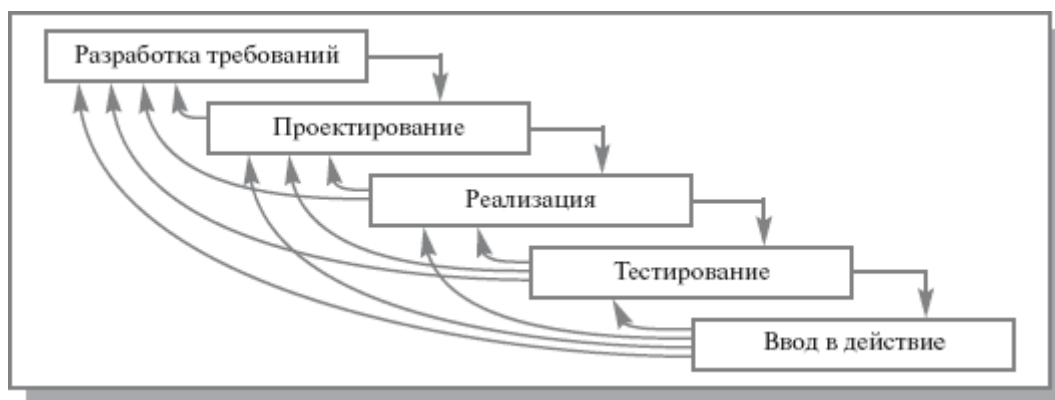 Разработка требований
Проектирование
Реализация
Тестирование
Ввод в действие